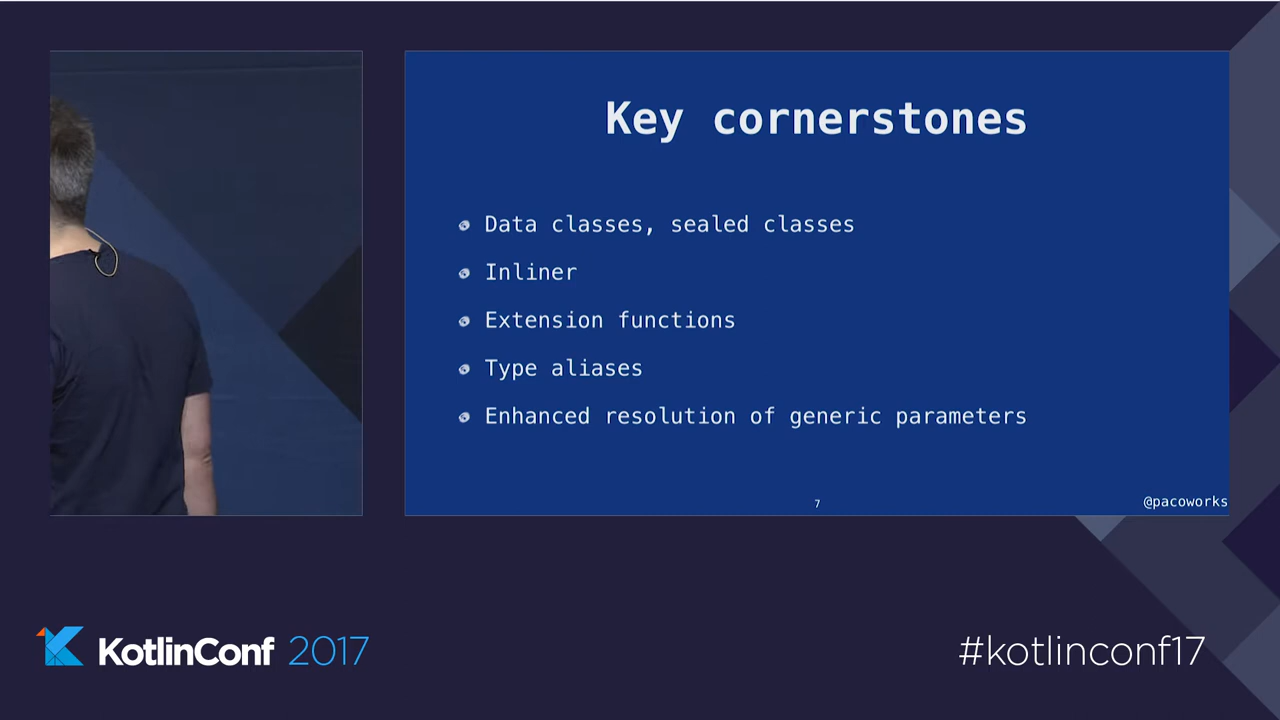 Key cornerstones
Data classes, sealed classes
Inliner
Extension functions
Type aliases
Enhanced resolution of generic parameters
7
@pacoworks
KotlinConf 2017
#kotlinconf17